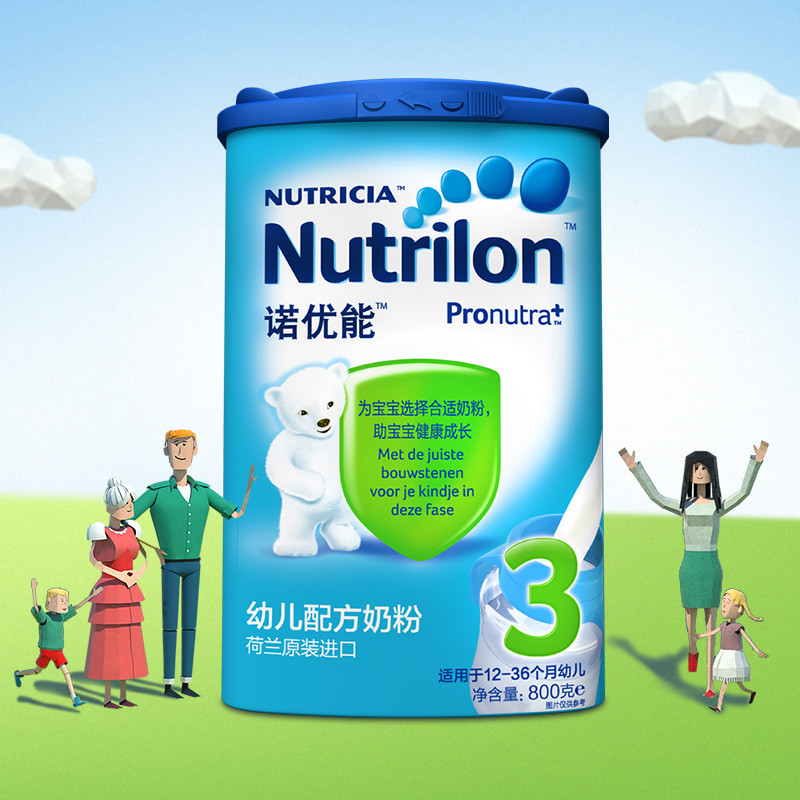 NUTRICIA™
Nutrilon™
诺优能™
Pronutra+™
为宝宝选择合适奶粉，
助宝宝健康成长
Met de juiste
bouwstenen
voor je kindje in
deze fase
3
幼儿配方奶粉
荷兰原装进口
适用于12-36个月幼儿
净含量：800克℮
图片仅供参考